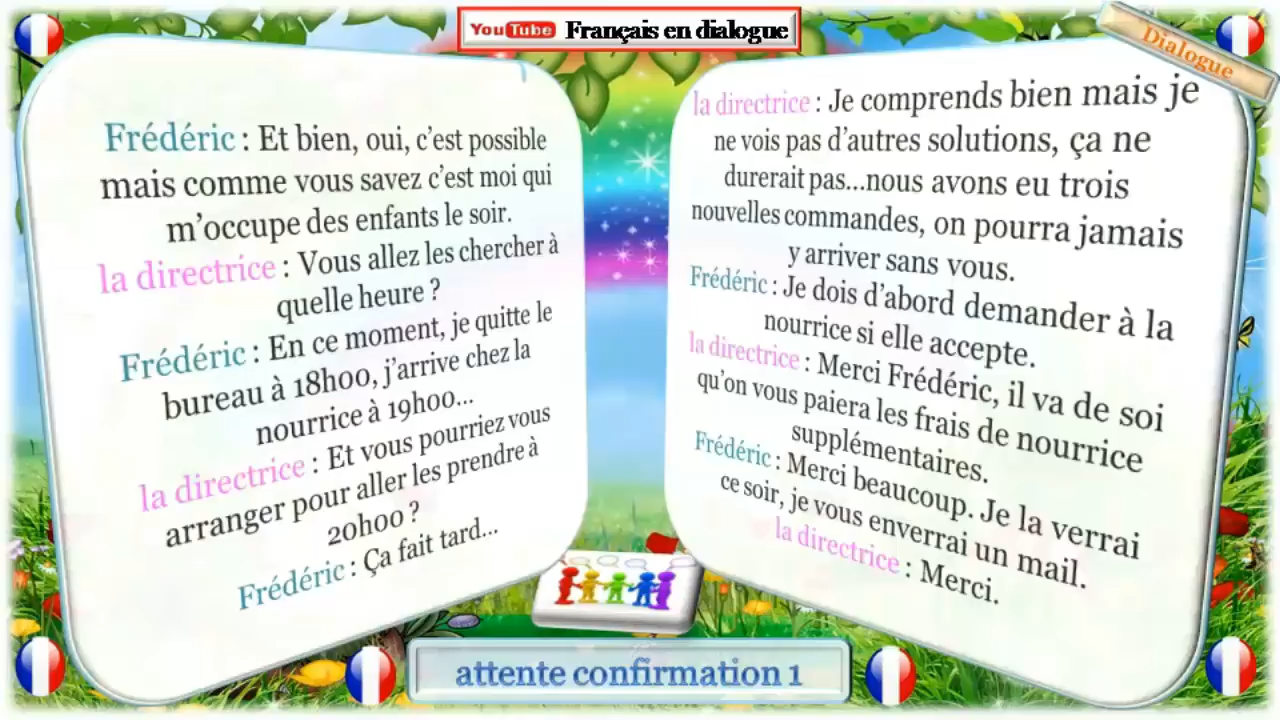 YouTube Français en dialogue
Dialogue
Frédéric : Et bien, oui, c’est possible
mais comme vous savez c’est moi qui
m’occupe des enfants le soir.
la directrice : Vous allez les chercher à
quelle heure ?
Frédéric : En ce moment, je quitte le
bureau à 18h00, j’arrive chez la
nourrice à 19h00...
la directrice : Et vous pourriez vous
arranger pour aller les prendre à
20h00 ?
Frédéric : Ça fait tard...
la directrice : Je comprends bien mais je
ne vois pas d’autres solutions, ça ne
durerait pas...nous avons eu trois
nouvelles commandes, on pourra jamais
y arriver sans vous.
Frédéric : Je dois d’abord demander à la
nourrice si elle accepte.
la directrice : Merci Frédéric, il va de soi
qu’on vous paiera les frais de nourrice
supplémentaires.
Frédéric : Merci beaucoup. Je la verrai
ce soir, je vous enverrai un mail.
la directrice : Merci.
attente confirmation 1